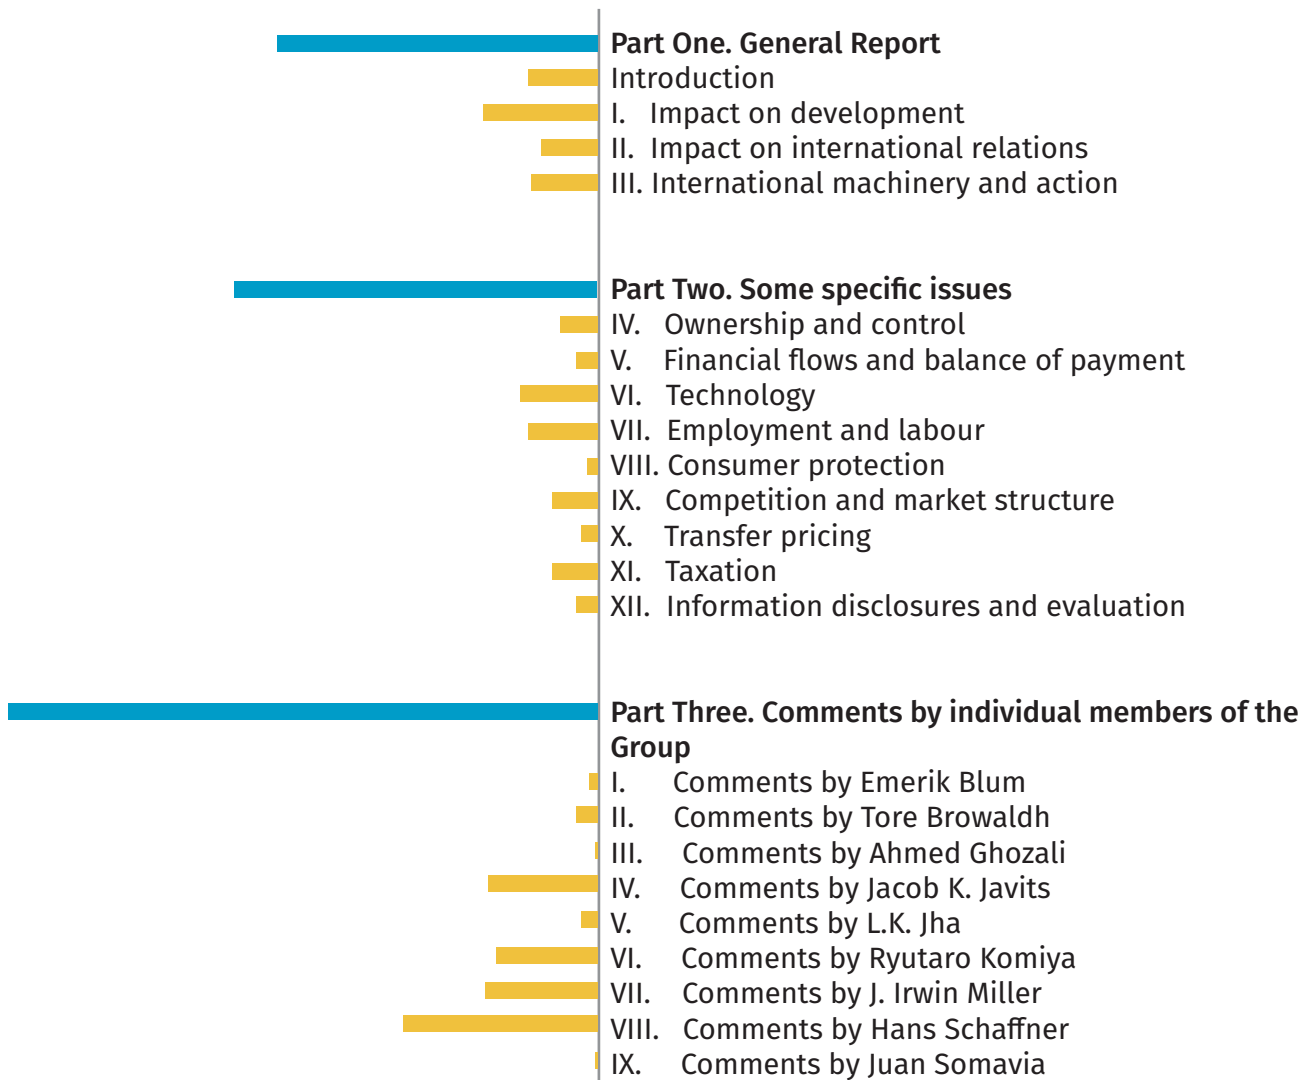 Part One. General Report
Introduction
I. Impact on development
II. Impact on international relations
III. International machinery and action
Part Two. Some specific issues
IV. Ownership and control
V. Financial flows and balance of payment
VI. Technology
VII. Employment and labour
VIII. Consumer protection
IX. Competition and market structure
X. Transfer pricing
XI. Taxation
XII. Information disclosures and evaluation
Part Three. Comments by individual members of the
Group
I. Comments by Emerik Blum
II. Comments by Tore Browaldh
III. Comments by Ahmed Ghozali
IV. Comments by Jacob K. Javits
V. Comments by L.K. Jha
VI. Comments by Ryutaro Komiya
VII. Comments by J. Irwin Miller
VIII. Comments by Hans Schaffner
IX. Comments by Juan Somavia